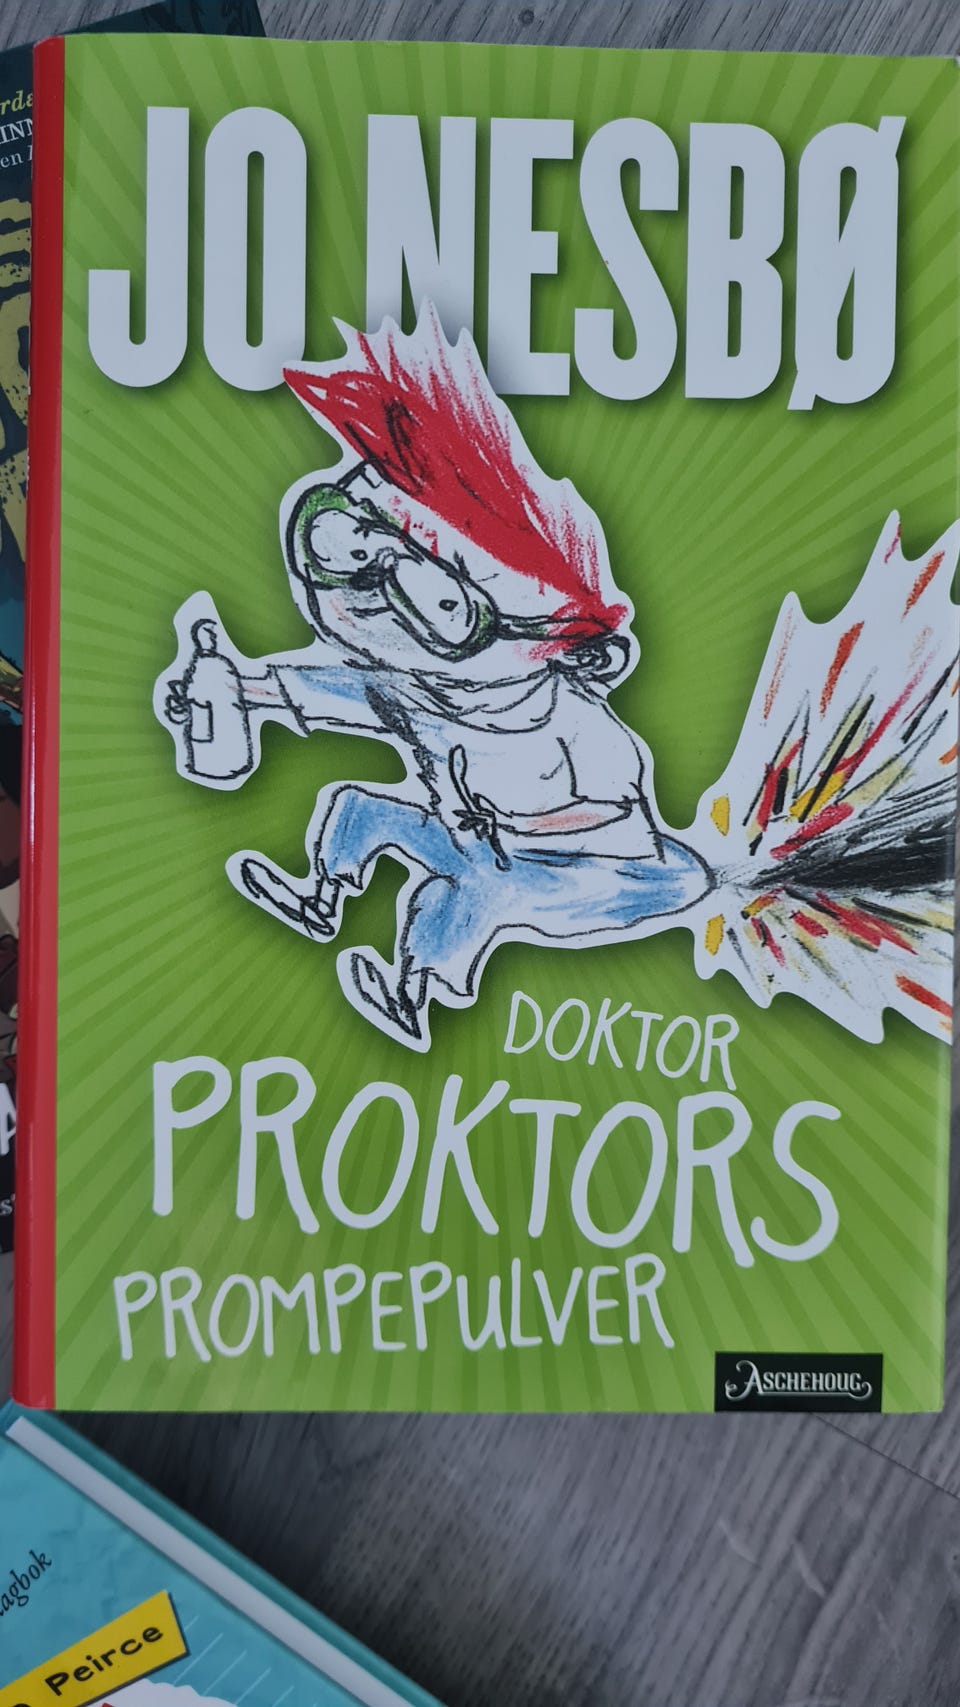 JO NESBØ
DOKTOR
PROKTORS
PROMPEPULVER
ASCHEHOUG
Peirce